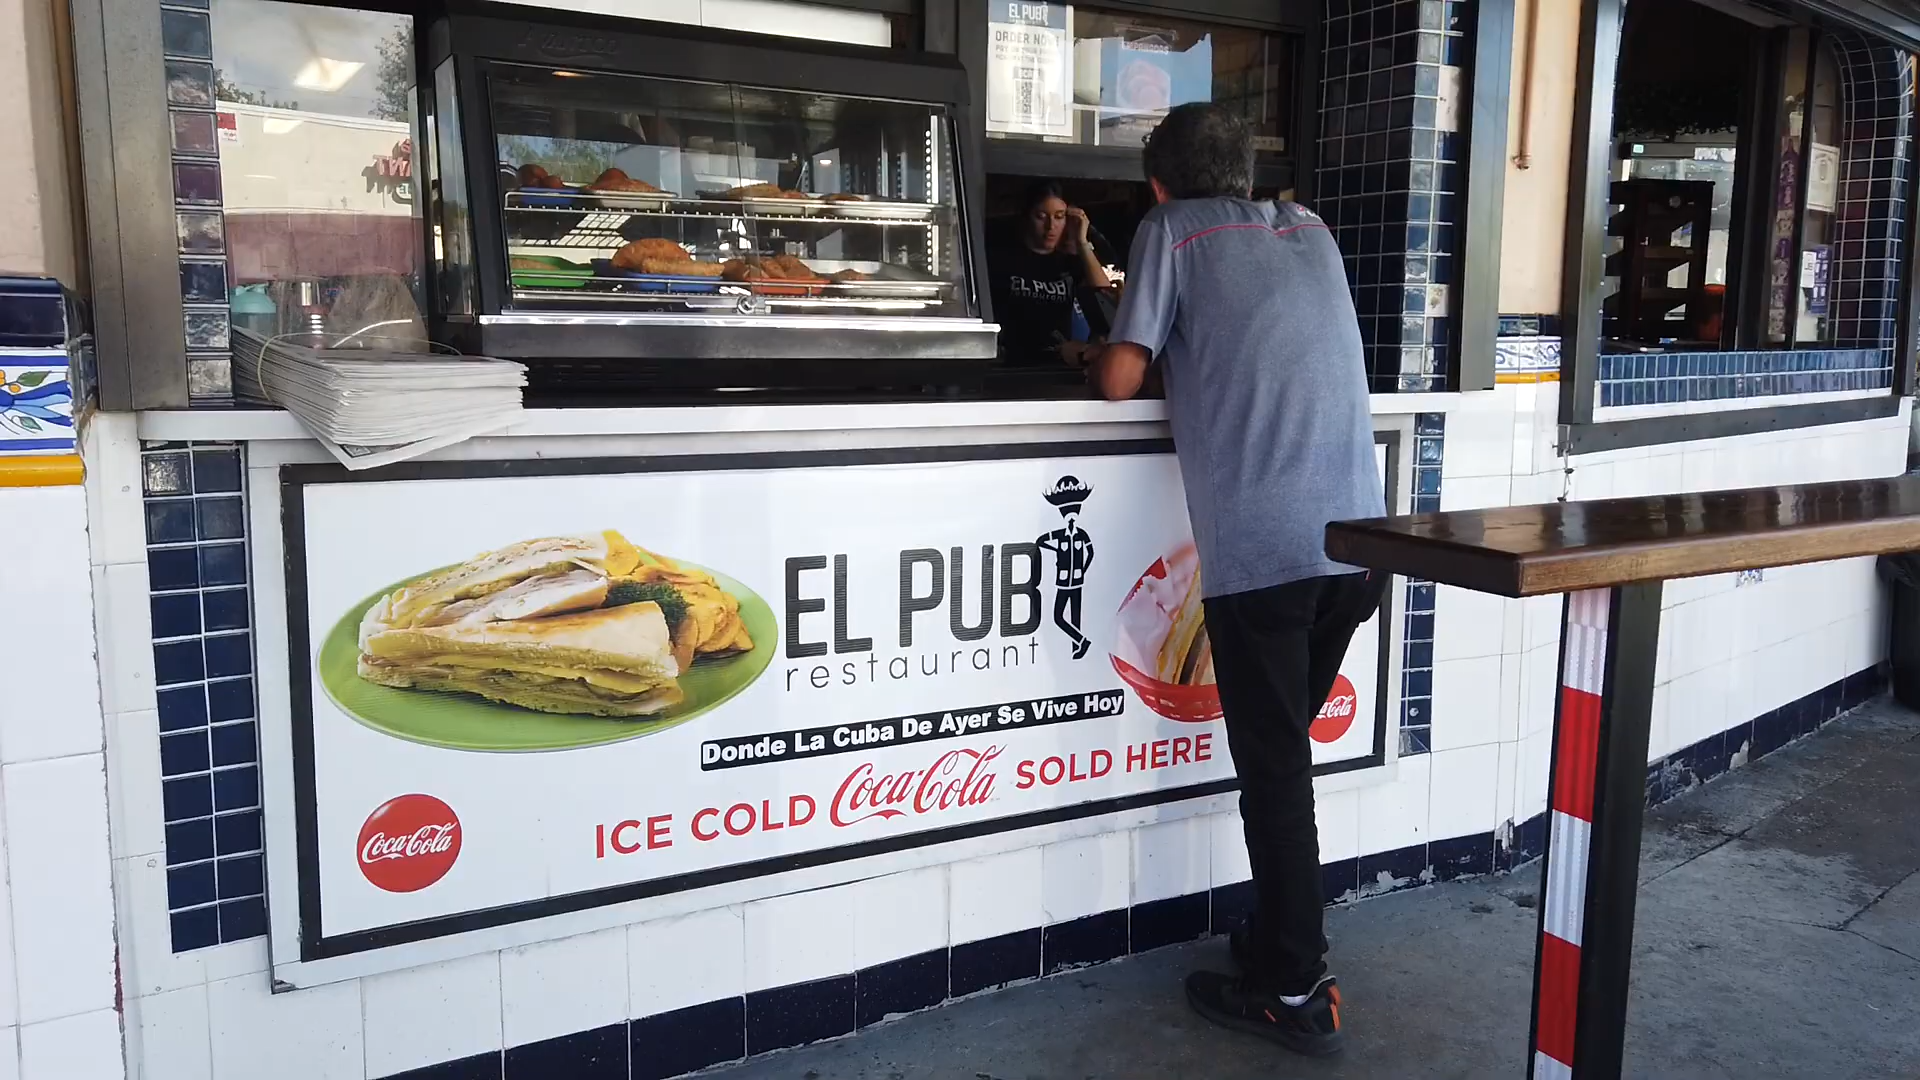 EL PUB
ORDER NOW
EL PUB
restaurant
EL PUB
restaurant
Donde La Cuba De Ayer Se Vive Hoy
ICE COLD Coca-Cola SOLD HERE
Coca-Cola
Coca-Cola